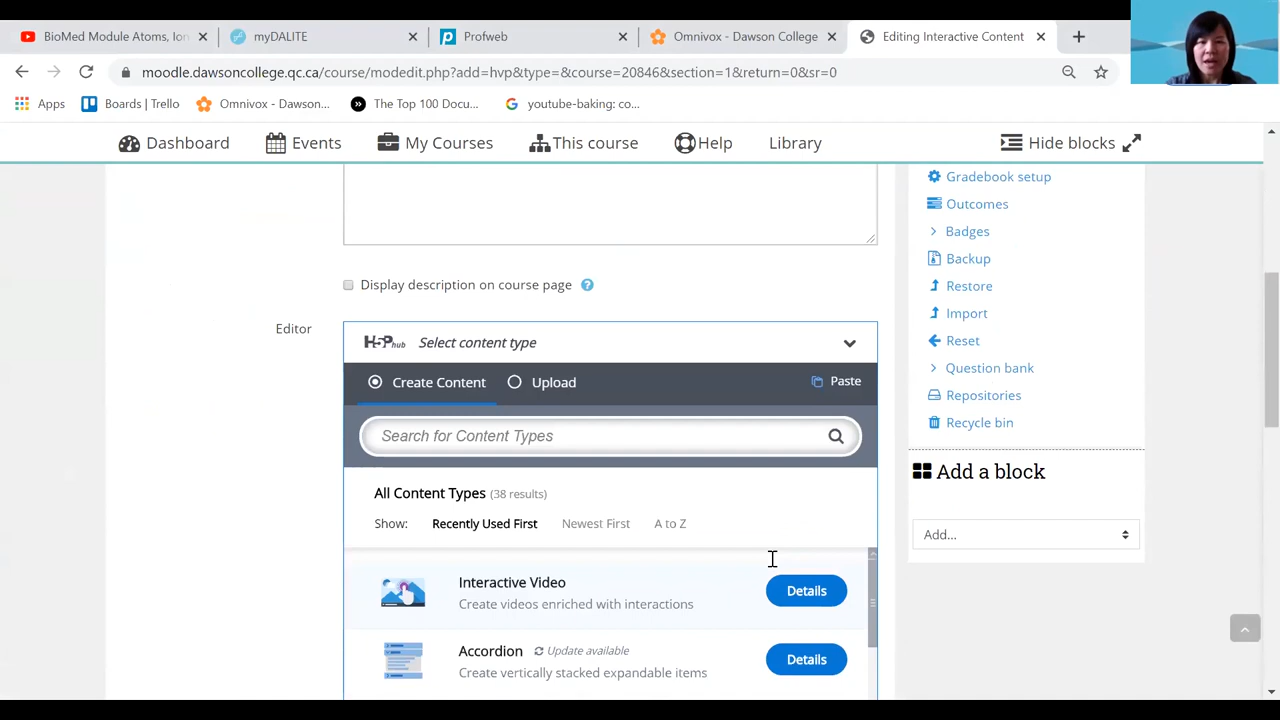 BioMed Module Atoms, Ion
myDALITE
Profweb
Omnivox - Dawson College
Editing Interactive Content
moodle.dawsoncollege.qc.ca/course/modedit.php?add=hvp&type=&course=20846&section=1&return=0&sr=0
Apps
Boards | Trello
Omnivox - Dawson...
The Top 100 Docu...
youtube-baking: co...
Dashboard
Events
My Courses
This course
Help
Library
Hide blocks
Gradebook setup
Outcomes
Badges
Backup
Restore
Import
Reset
Question bank
Repositories
Recycle bin
Add a block
Add...
Display description on course page
Editor
H5P hub Select content type
Create Content
Upload
Paste
Search for Content Types
All Content Types (38 results)
Show: Recently Used First Newest First A to Z
Interactive Video
Create videos enriched with interactions
Details
Accordion Update available
Create vertically stacked expandable items
Details